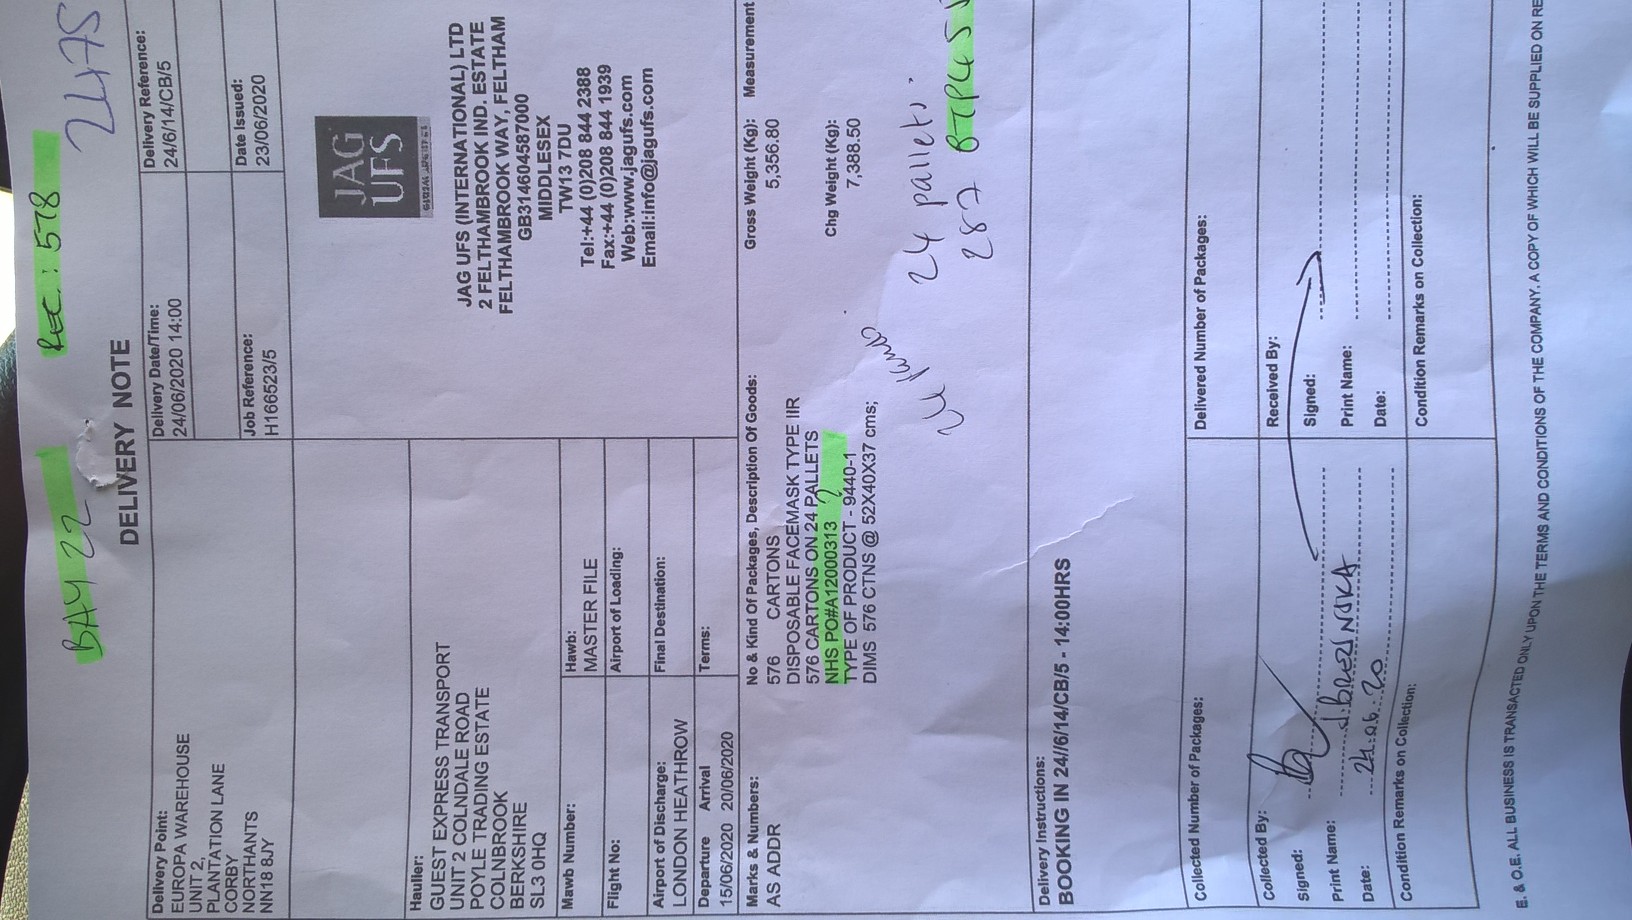 BAY 22
REC: 578
DELIVERY NOTE
Delivery Point:
EUROPA WAREHOUSE
UNIT 2,
PLANTATION LANE
CORBY
NORTHANTS
NN18 8JY
Delivery Date/Time:
24/06/2020 14:00
Delivery Reference:
24/6/14/CB/5
Job Reference:
H166523/5
Date Issued:
23/06/2020
JAG
UFS
JAG UFS (INTERNATIONAL) LTD
2 FELTHAMBROOK IND. ESTATE
FELTHAMBROOK WAY, FELTHAM
GB314604587000
MIDDLESEX
TW13 7DU
Tel:+44 (0)208 844 2388
Fax:+44 (0)208 844 1939
Web:www.jagufs.com
Email:info@jagufs.com
Haulier:
GUEST EXPRESS TRANSPORT
UNIT 2 COLNDALE ROAD
POYLE TRADING ESTATE
COLNBROOK
BERKSHIRE
SL3 0HQ
Mawb Number:
Hawb:
MASTER FILE
Flight No:
Airport of Loading:
Airport of Discharge:
LONDON HEATHROW
Final Destination:
Departure Arrival
15/06/2020 20/06/2020
Terms:
Marks & Numbers:
AS ADDR
No & Kind Of Packages, Description Of Goods:
576 CARTONS
DISPOSABLE FACEMASK TYPE IIR
576 CARTONS ON 24 PALLETS
NHS PO#A12000313 ?
TYPE OF PRODUCT - 9440-1
DIMS 576 CTNS @ 52X40X37 cms;
Gross Weight (Kg):
5,356.80
Measurement
Chg Weight (Kg):
7,388.50
24 pallets.
287
Delivery Instructions:
BOOKING IN 24//6/14/CB/5 - 14:00HRS
Collected Number of Packages:
Delivered Number of Packages:
Collected By:
Signed:
Print Name:
Date: 24.06.20
Condition Remarks on Collection:
Received By:
Signed:
Print Name:
Date:
Condition Remarks on Collection:
E. & O.E. ALL BUSINESS IS TRANSACTED ONLY UPON THE TERMS AND CONDITIONS OF THE COMPANY. A COPY OF WHICH WILL BE SUPPLIED ON RE